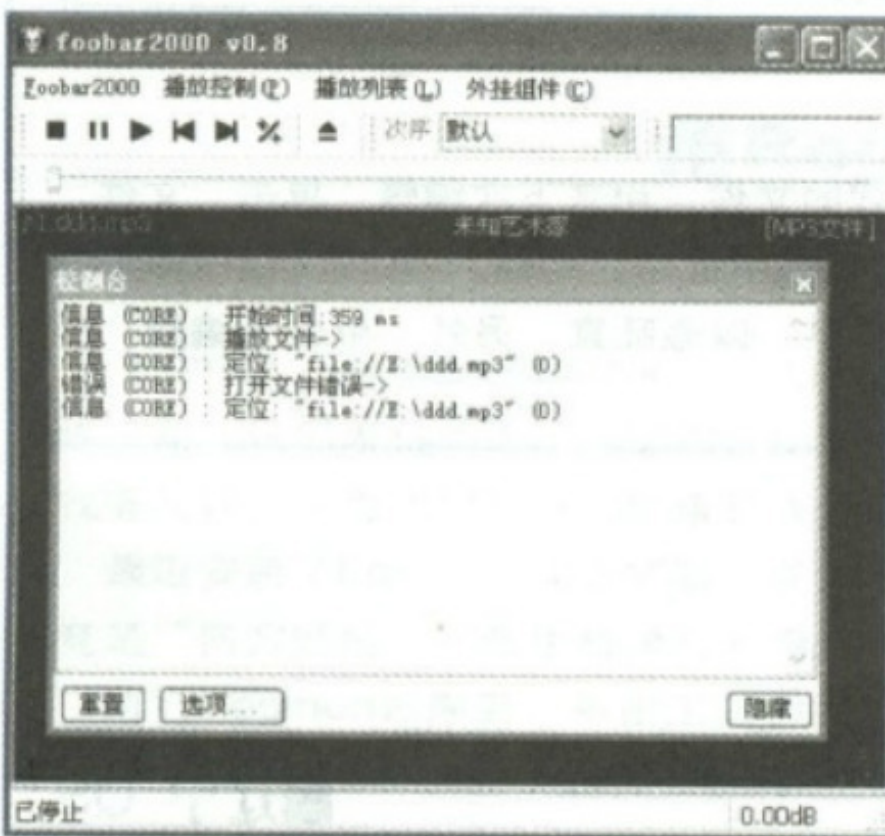 foobar2000 v0.8
Foobar2000 播放控制(P) 播放列表(L) 外挂组件(C)
次序 默认
ddd.mp3 未知艺术家 [MP3文件]
控制台
信息 (CORE) : 开始时间:359 ms
信息 (CORE) : 播放文件->
信息 (CORE) : 定位: "file://E:\ddd.mp3" (0)
错误 (CORE) : 打开文件错误->
信息 (CORE) : 定位: "file://E:\ddd.mp3" (0)
重置 选项... 隐藏
已停止 0.00dB